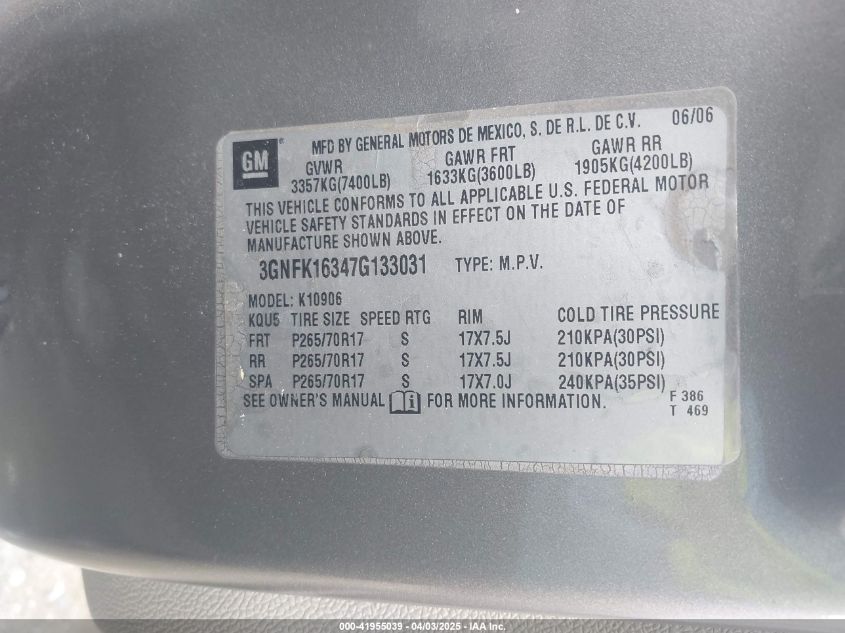 GM®
MFD BY GENERAL MOTORS DE MEXICO, S. DE R.L. DE C.V. 06/06
GVWR GAWR FRT GAWR RR
3357KG(7400LB) 1633KG(3600LB) 1905KG(4200LB)
THIS VEHICLE CONFORMS TO ALL APPLICABLE U.S. FEDERAL MOTOR
VEHICLE SAFETY STANDARDS IN EFFECT ON THE DATE OF
MANUFACTURE SHOWN ABOVE.
3GNFK16347G133031 TYPE: M.P.V.
MODEL: K10906
KQU5 TIRE SIZE SPEED RTG RIM COLD TIRE PRESSURE
FRT P265/70R17 S 17X7.5J 210KPA(30PSI)
RR P265/70R17 S 17X7.5J 210KPA(30PSI)
SPA P265/70R17 S 17X7.0J 240KPA(35PSI)
SEE OWNER'S MANUAL i FOR MORE INFORMATION.
F 386
T 469
000-41955039 - 04/03/2025 - IAA Inc.